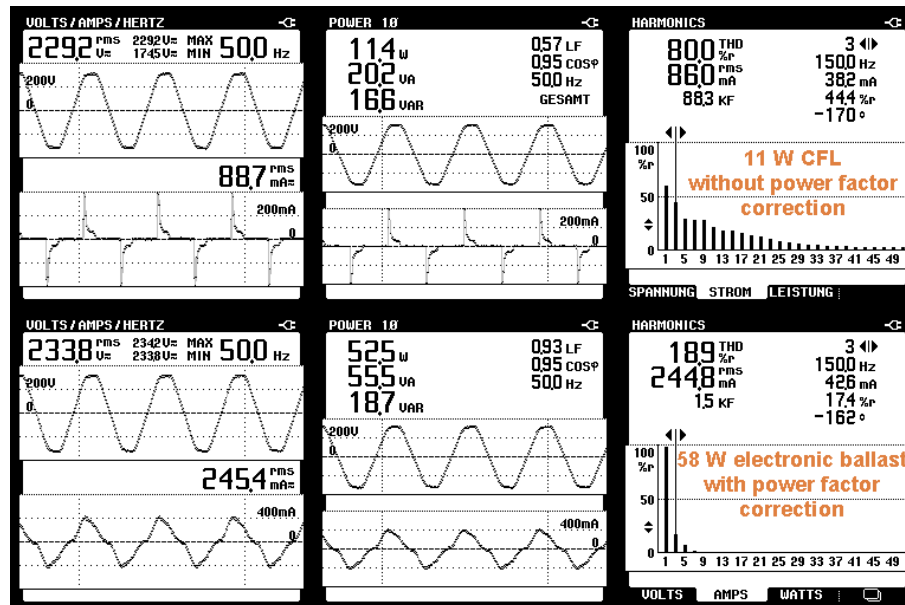 VOLTS / AMPS / HERTZ
229,2 rms V≂ 229,2 V≂ MAX 174,5 V≂ MIN 50,0 Hz
200V
0
88,7 rms mA≂
200mA
0
POWER 1.0
11,4 W 0,57 LF
20,2 VA 0,95 COSφ
16,6 VAR 50,0 Hz
GESAMT
200V
0
200mA
0
HARMONICS
80,0 THD %r 3
86,0 rms mA 150,0 Hz
38,2 mA
88,3 KF 44,4 %r
-170 °
100 %r
50
0
11 W CFL
without power factor
correction
1 5 9 13 17 21 25 29 33 37 41 45 49
SPANNUNG STROM LEISTUNG
VOLTS / AMPS / HERTZ
233,8 rms V≂ 234,2 V≂ MAX 233,8 V≂ MIN 50,0 Hz
200V
0
245,4 rms mA≂
400mA
0
POWER 1.0
52,5 W 0,93 LF
55,5 VA 0,95 COSφ
18,7 VAR 50,0 Hz
200V
0
400mA
0
HARMONICS
18,9 THD %r 3
244,8 rms mA 150,0 Hz
42,6 mA
1,5 KF 17,4 %r
-162 °
100 %r
50
0
58 W electronic ballast
with power factor
correction
1 5 9 13 17 21 25 29 33 37 41 45 49
VOLTS AMPS WATTS